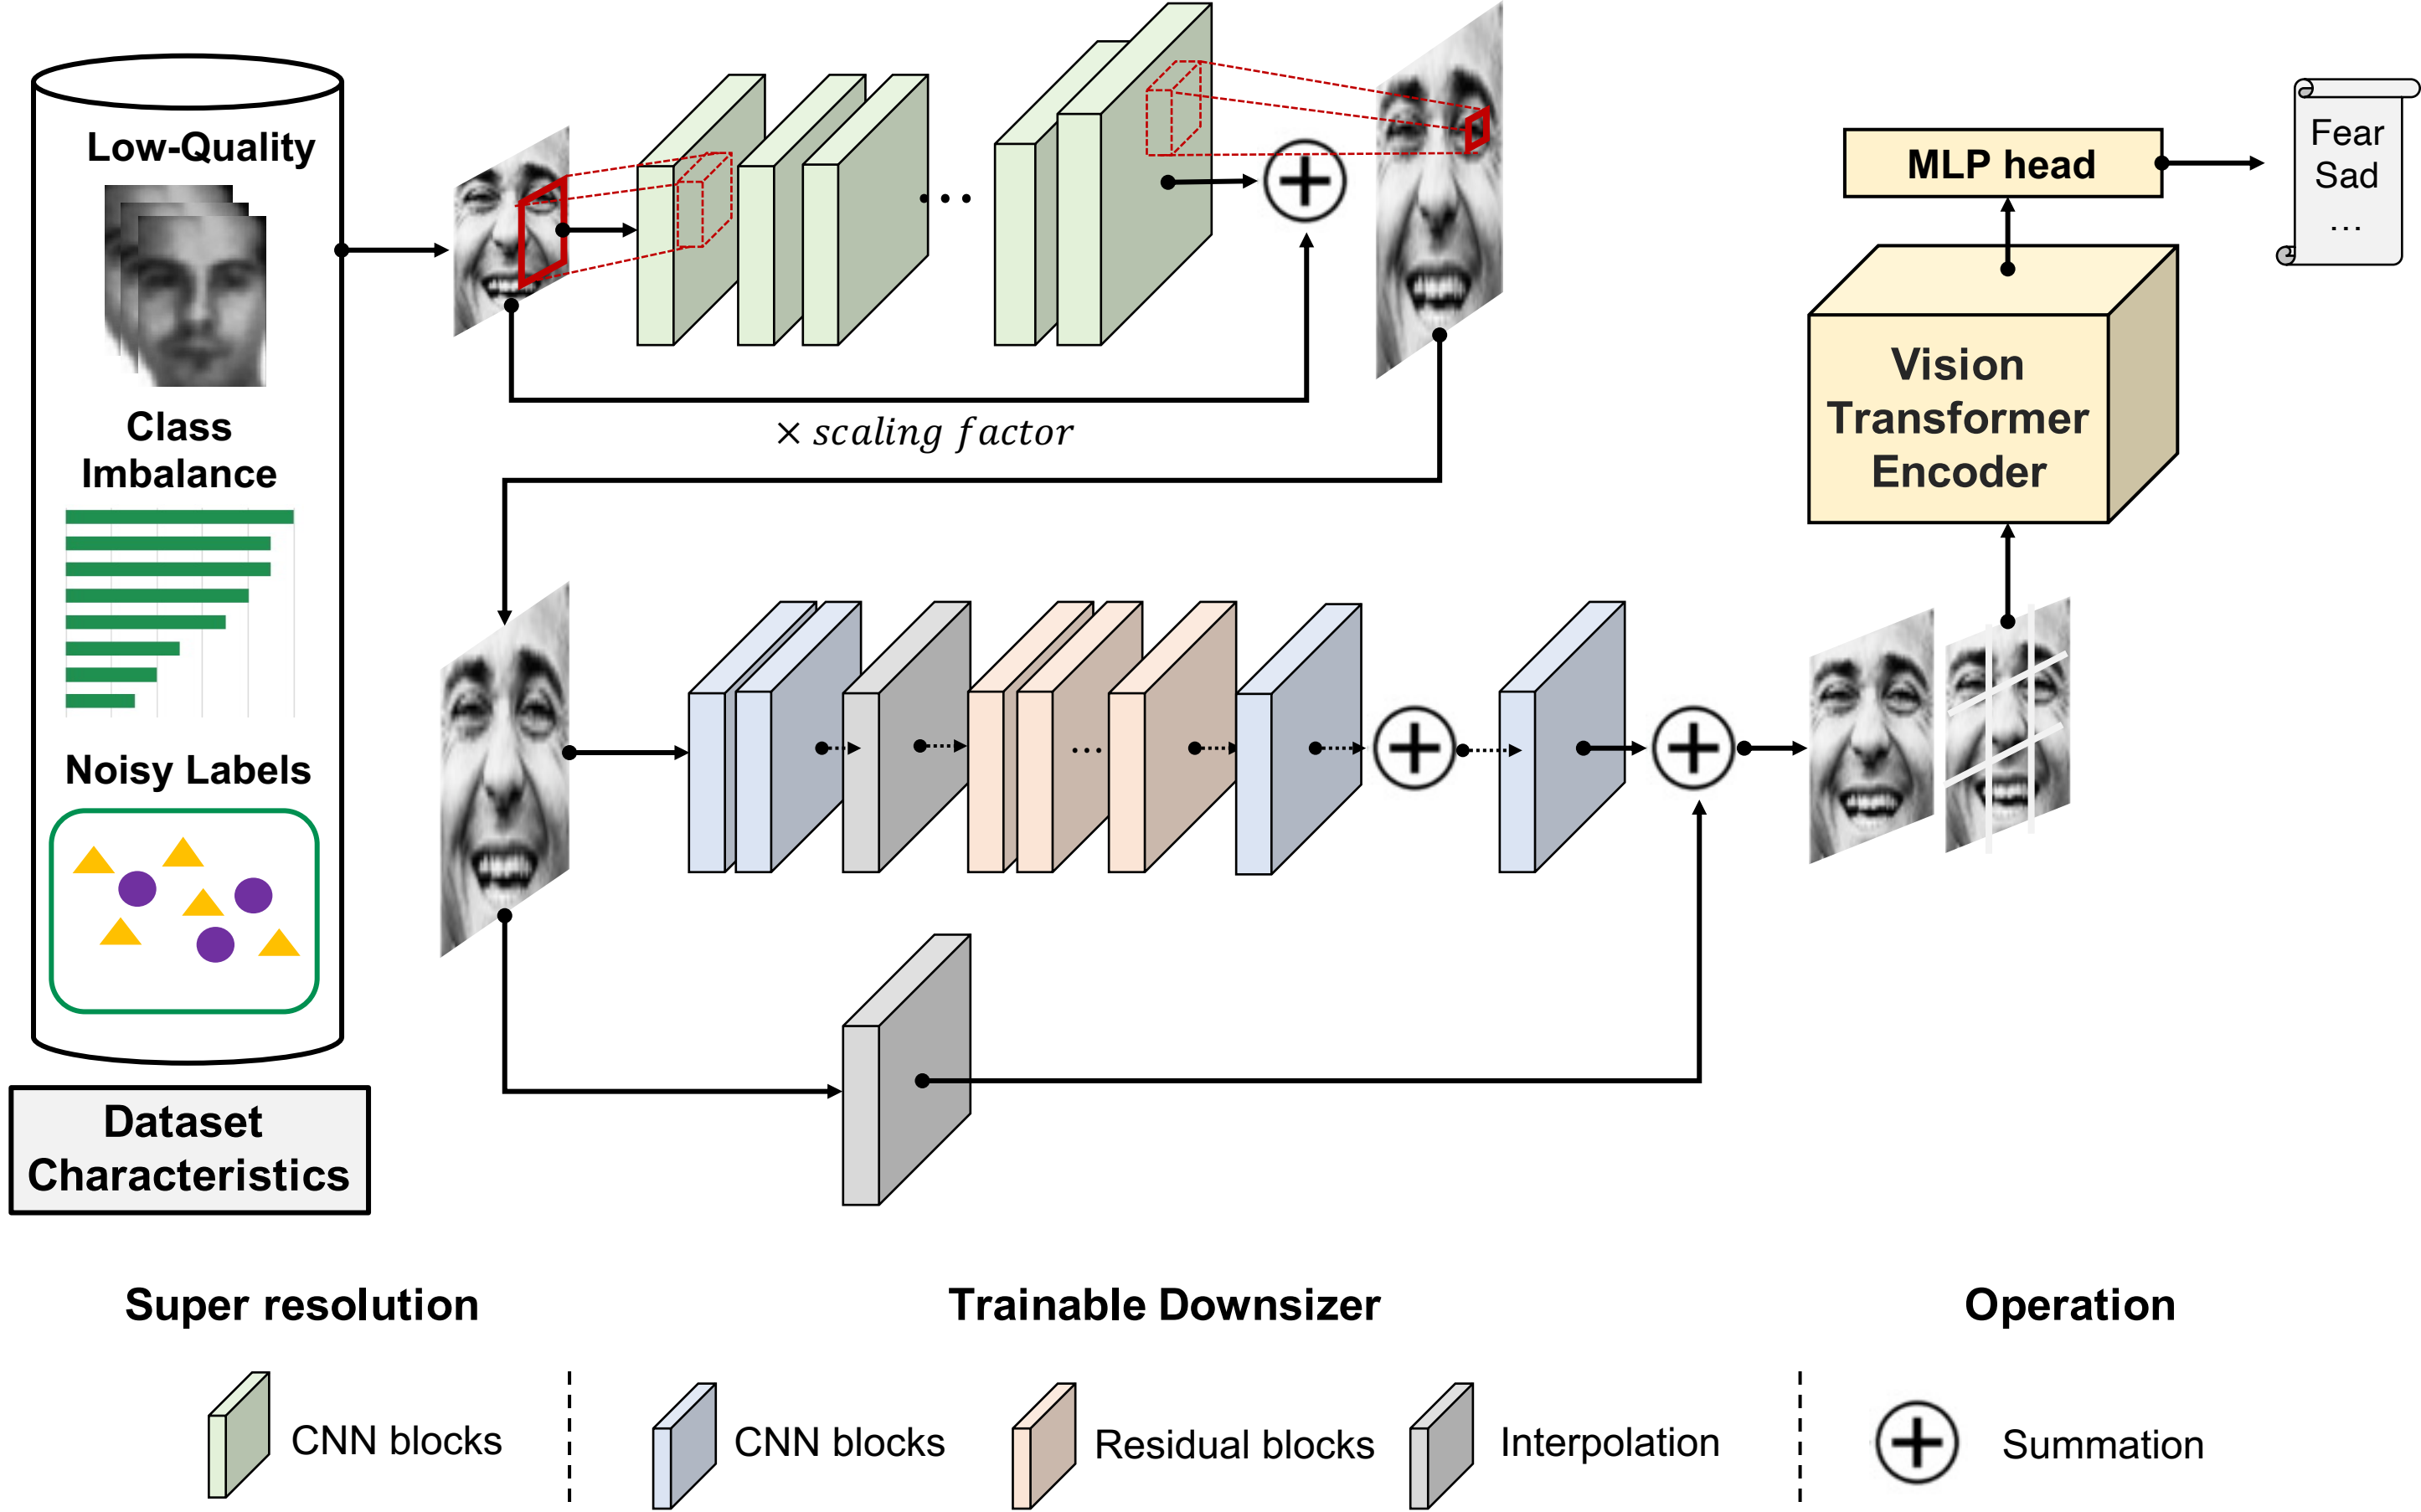 Low-Quality
Class
Imbalance
Noisy Labels
Dataset
Characteristics
...
× scaling factor
...
MLP head
Vision
Transformer
Encoder
Fear
Sad
...
Super resolution
Trainable Downsizer
Operation
CNN blocks
CNN blocks
Residual blocks
Interpolation
Summation